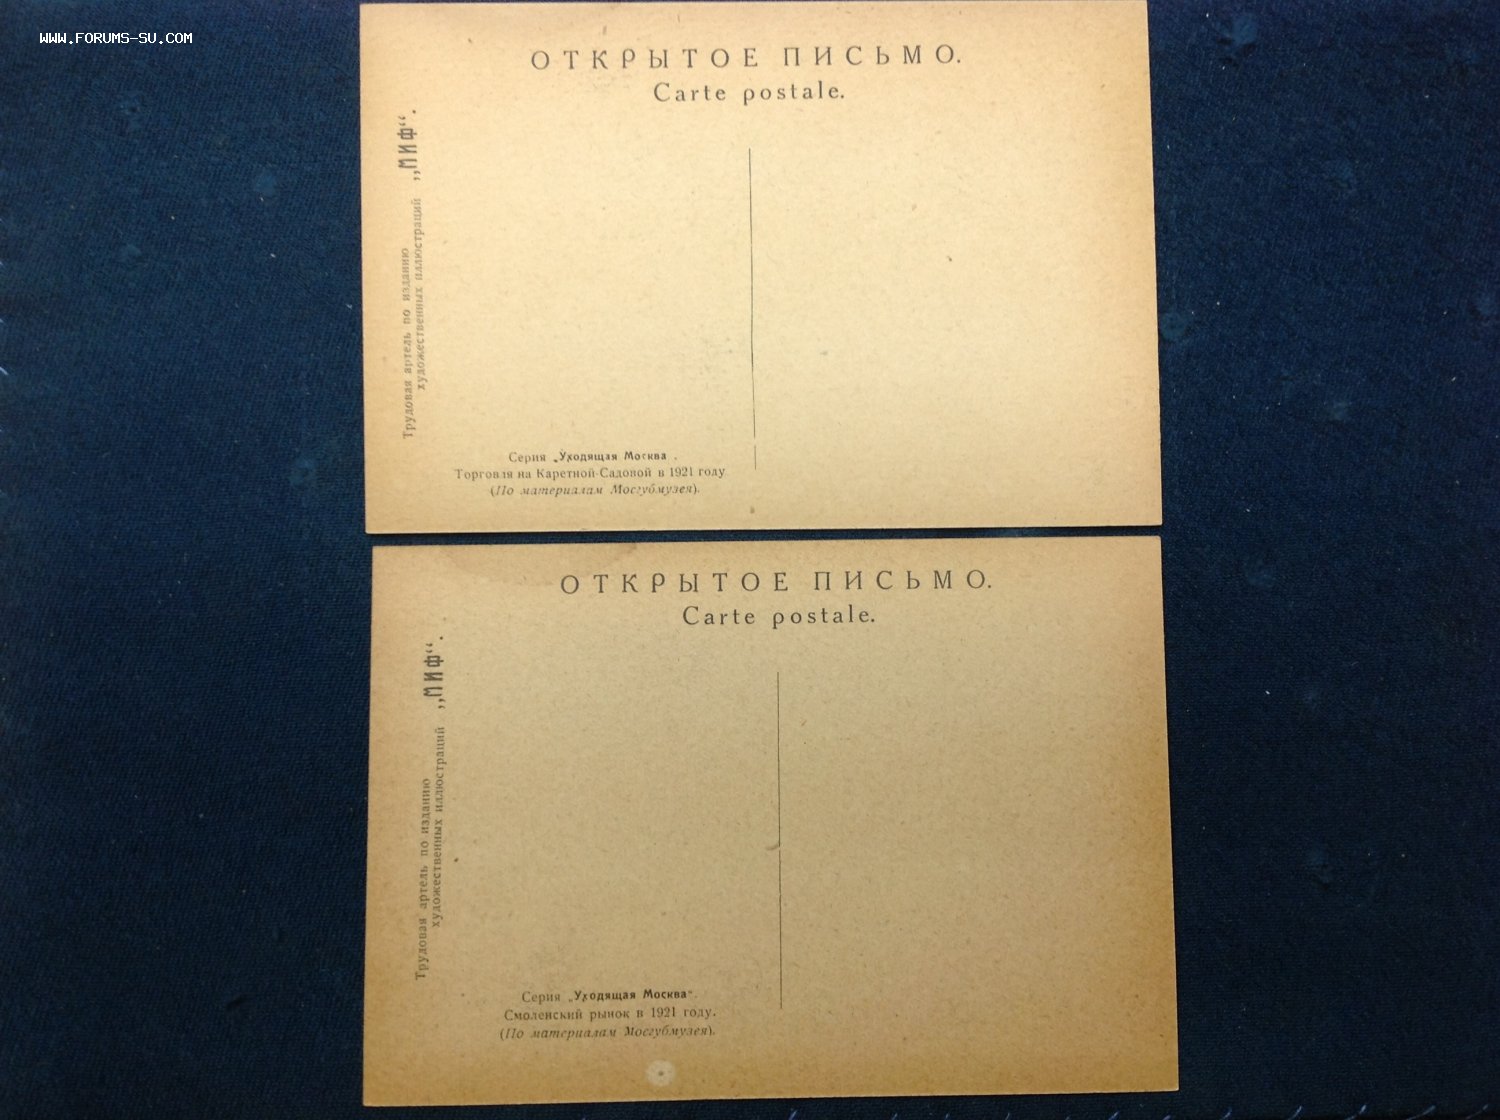 WWW.FORUMS-SU.COM
ОТКРЫТОЕ ПИСЬМО.
Carte postale.
Трудовая артель по изданию
художественных иллюстраций „МИФ“.
Серия „Уходящая Москва .
Торговля на Каретной-Садовой в 1921 году
(По материалам Мосгубмузея).
ОТКРЫТОЕ ПИСЬМО.
Carte postale.
Трудовая артель по изданию
художественных иллюстраций „МИФ“.
Серия „Уходящая Москва“.
Смоленский рынок в 1921 году.
(По материалам Мосгубмузея).